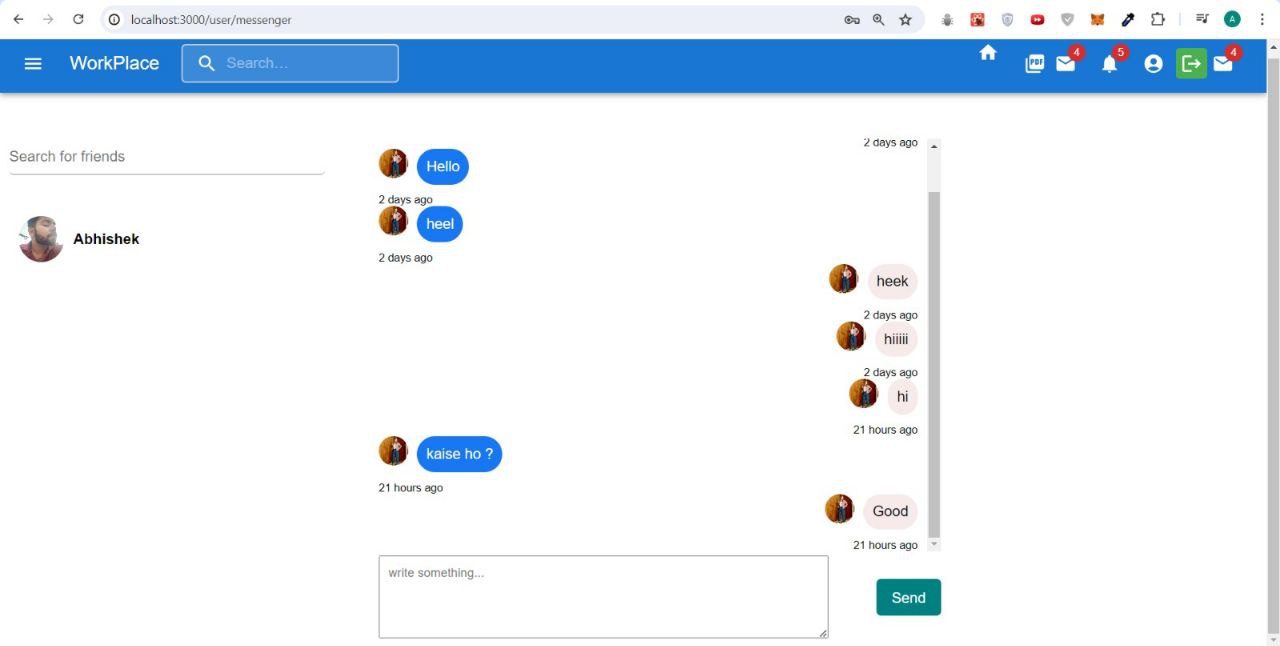 localhost:3000/user/messenger
A
WorkPlace
Search...
PDF
4
5
4
Search for friends
Abhishek
2 days ago
Hello
2 days ago
heel
2 days ago
heek
2 days ago
hiiiii
2 days ago
hi
21 hours ago
kaise ho ?
21 hours ago
Good
21 hours ago
write something...
Send